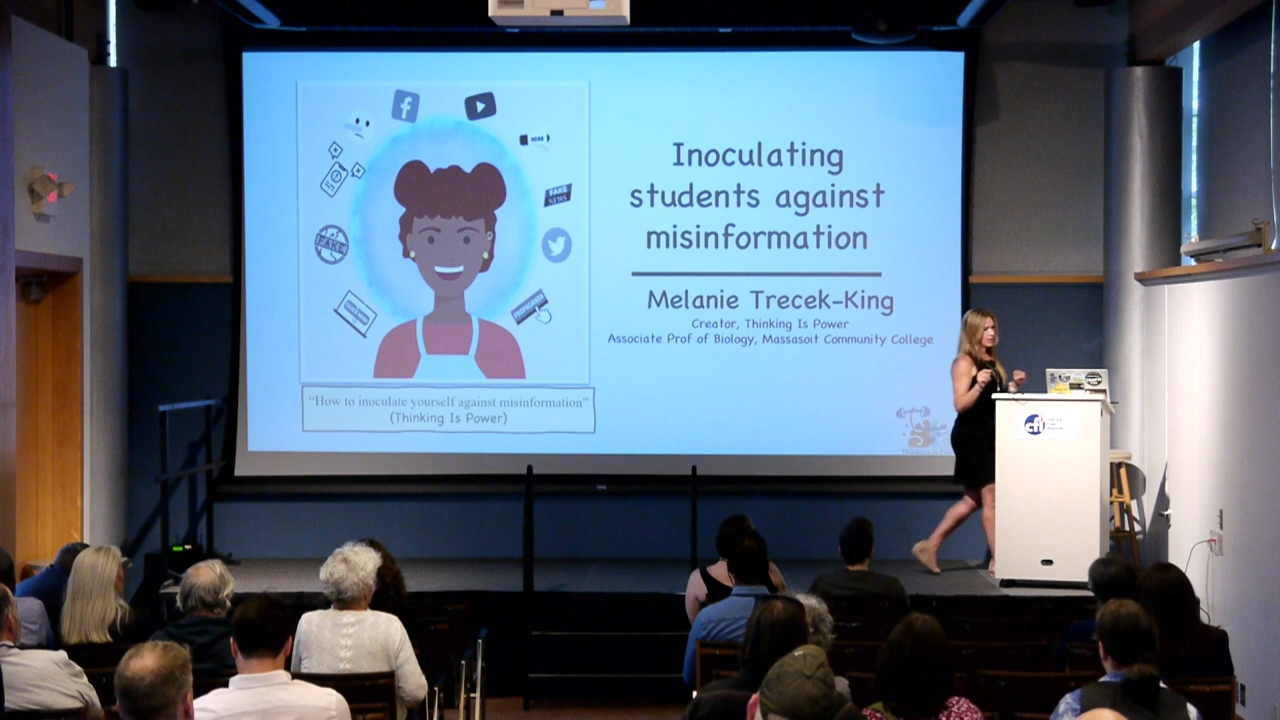 Inoculating
students against
misinformation
Melanie Trecek-King
Creator, Thinking Is Power
Associate Prof of Biology, Massasoit Community College
FAKE
NEWS
FAKE
"How to inoculate yourself against misinformation"
(Thinking Is Power)
cfi